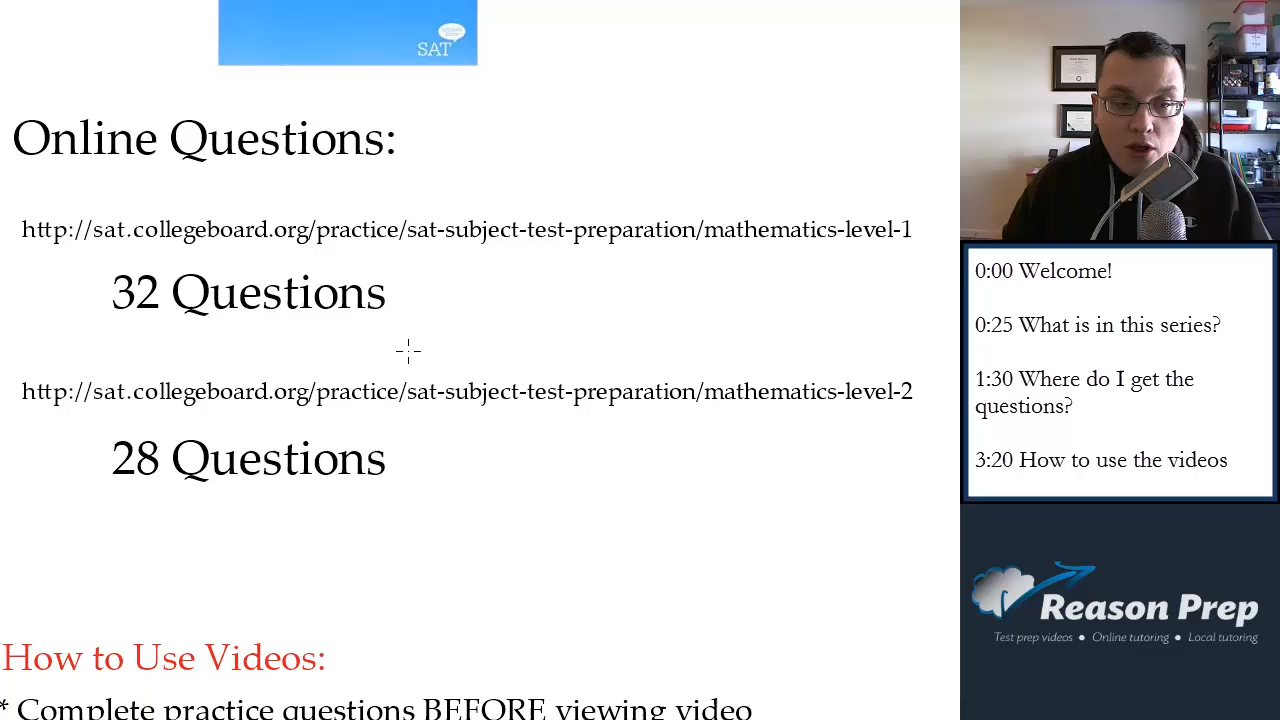 SAT
Online Questions:
http://sat.collegeboard.org/practice/sat-subject-test-preparation/mathematics-level-1
32 Questions
http://sat.collegeboard.org/practice/sat-subject-test-preparation/mathematics-level-2
28 Questions
How to Use Videos:
* Complete practice questions BEFORE viewing video
0:00 Welcome!
0:25 What is in this series?
1:30 Where do I get the
questions?
3:20 How to use the videos
Reason Prep
Test prep videos ● Online tutoring ● Local tutoring